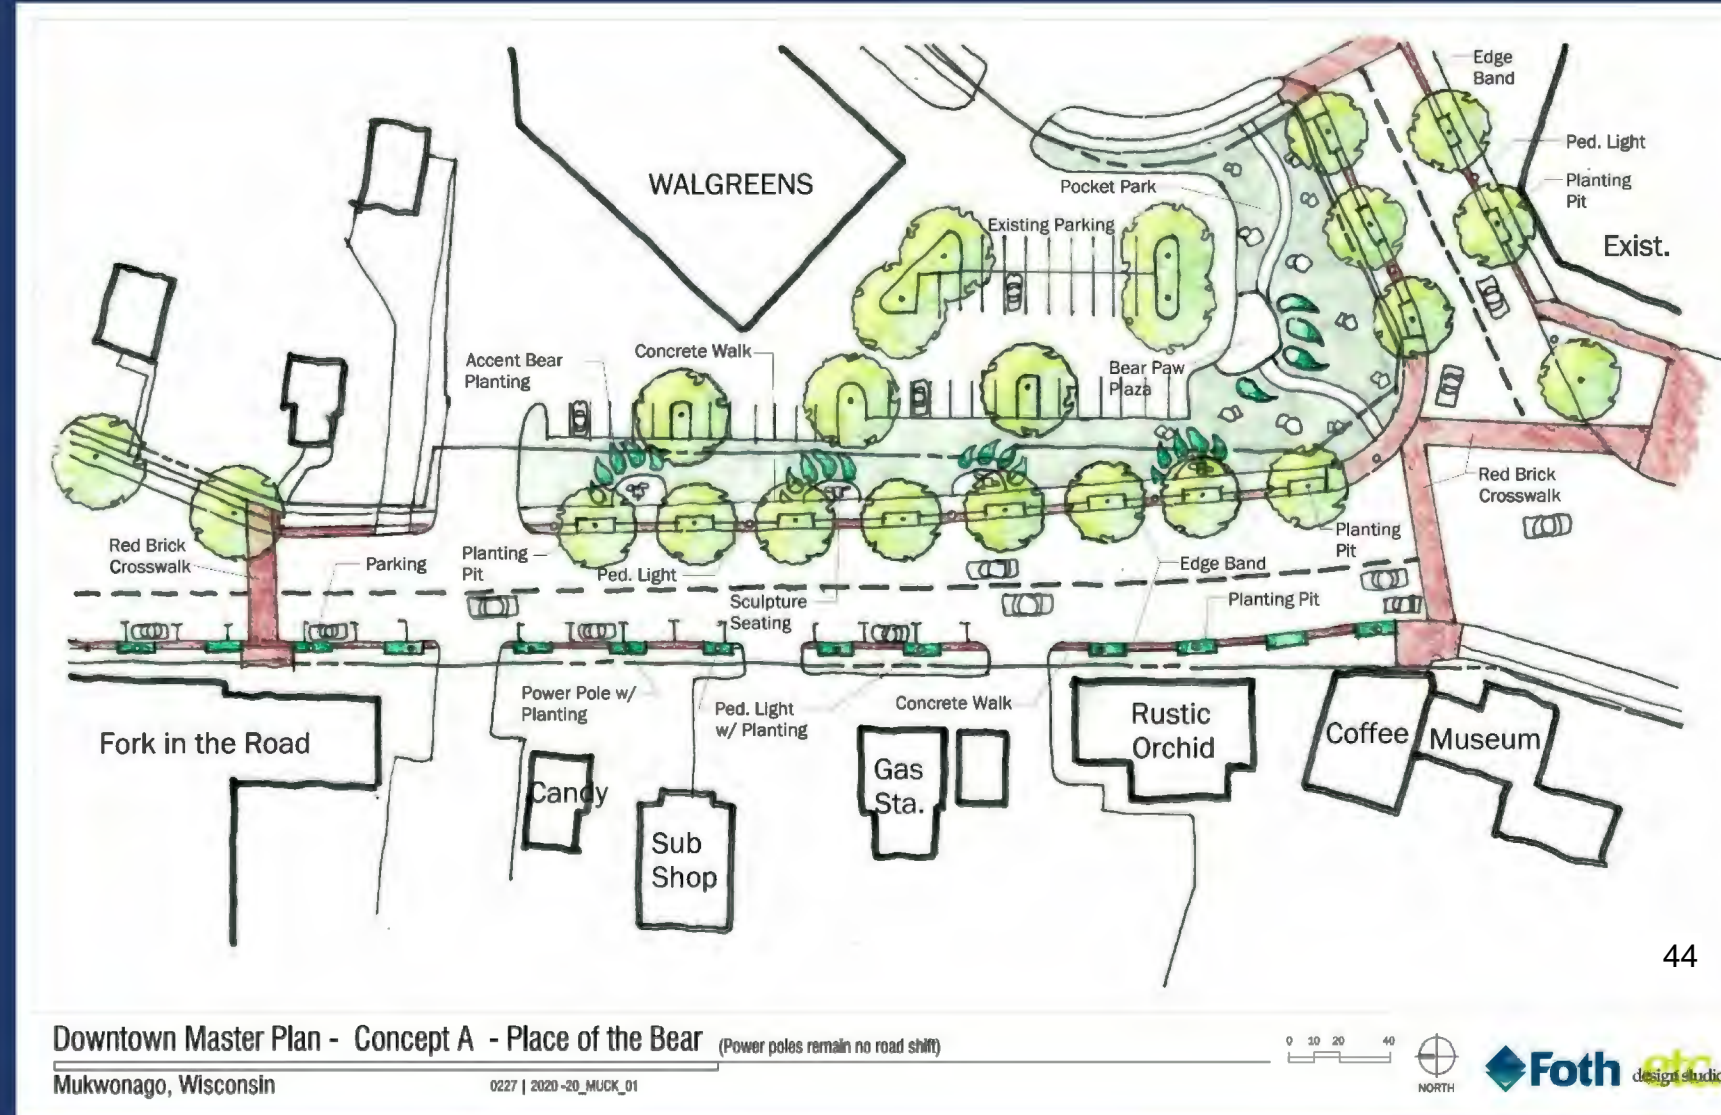 Edge
Band
WALGREENS
Ped. Light
Pocket Park
Planting
Pit
Existing Parking
Exist.
Accent Bear
Planting
Concrete Walk
Bear Paw
Plaza
Red Brick
Crosswalk
Red Brick
Crosswalk
Parking
Planting
Pit
Ped. Light
Sculpture
Seating
Planting
Pit
Edge Band
Planting Pit
Power Pole w/
Planting
Ped. Light
w/ Planting
Concrete Walk
Fork in the Road
Candy
Sub
Shop
Gas
Sta.
Rustic
Orchid
Coffee
Museum
44
Downtown Master Plan - Concept A - Place of the Bear (Power poles remain no road shift)
Mukwonago, Wisconsin
0227 | 2020-20_MUCK_01
0 10 20 40
NORTH
Foth
etc
design studio